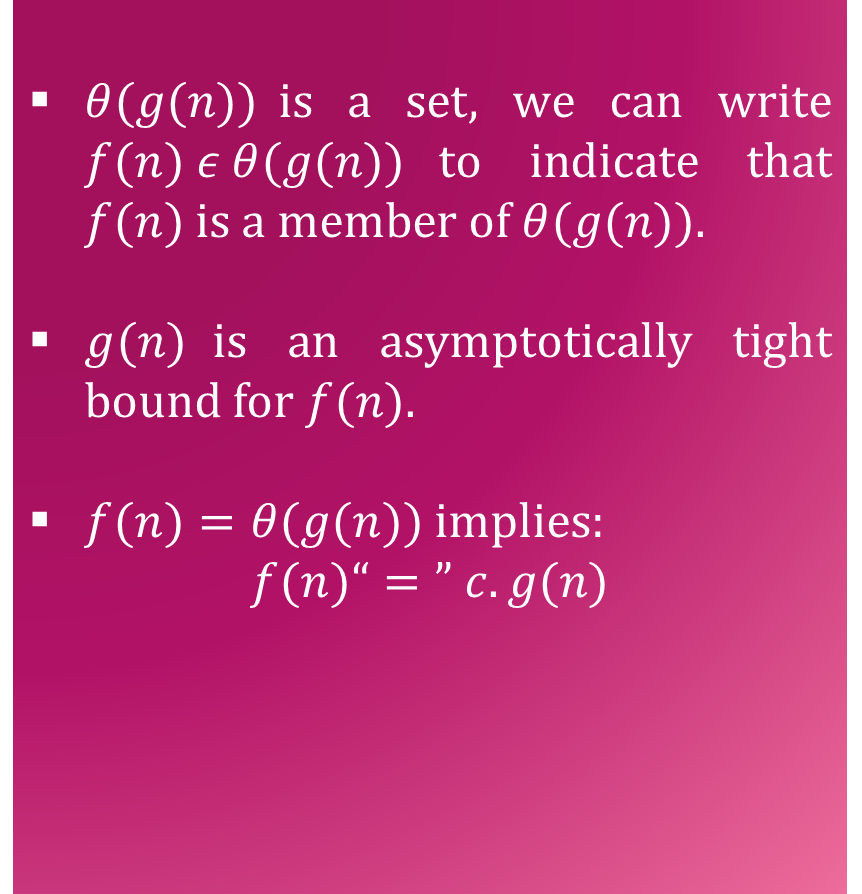 ▪ 𝜃(𝑔(𝑛)) is a set, we can write
𝑓(𝑛) 𝜖 𝜃(𝑔(𝑛)) to indicate that
𝑓(𝑛) is a member of 𝜃(𝑔(𝑛)).
▪ 𝑔(𝑛) is an asymptotically tight
bound for 𝑓(𝑛).
▪ 𝑓(𝑛) = 𝜃(𝑔(𝑛)) implies:
𝑓(𝑛)“ = ” 𝑐. 𝑔(𝑛)